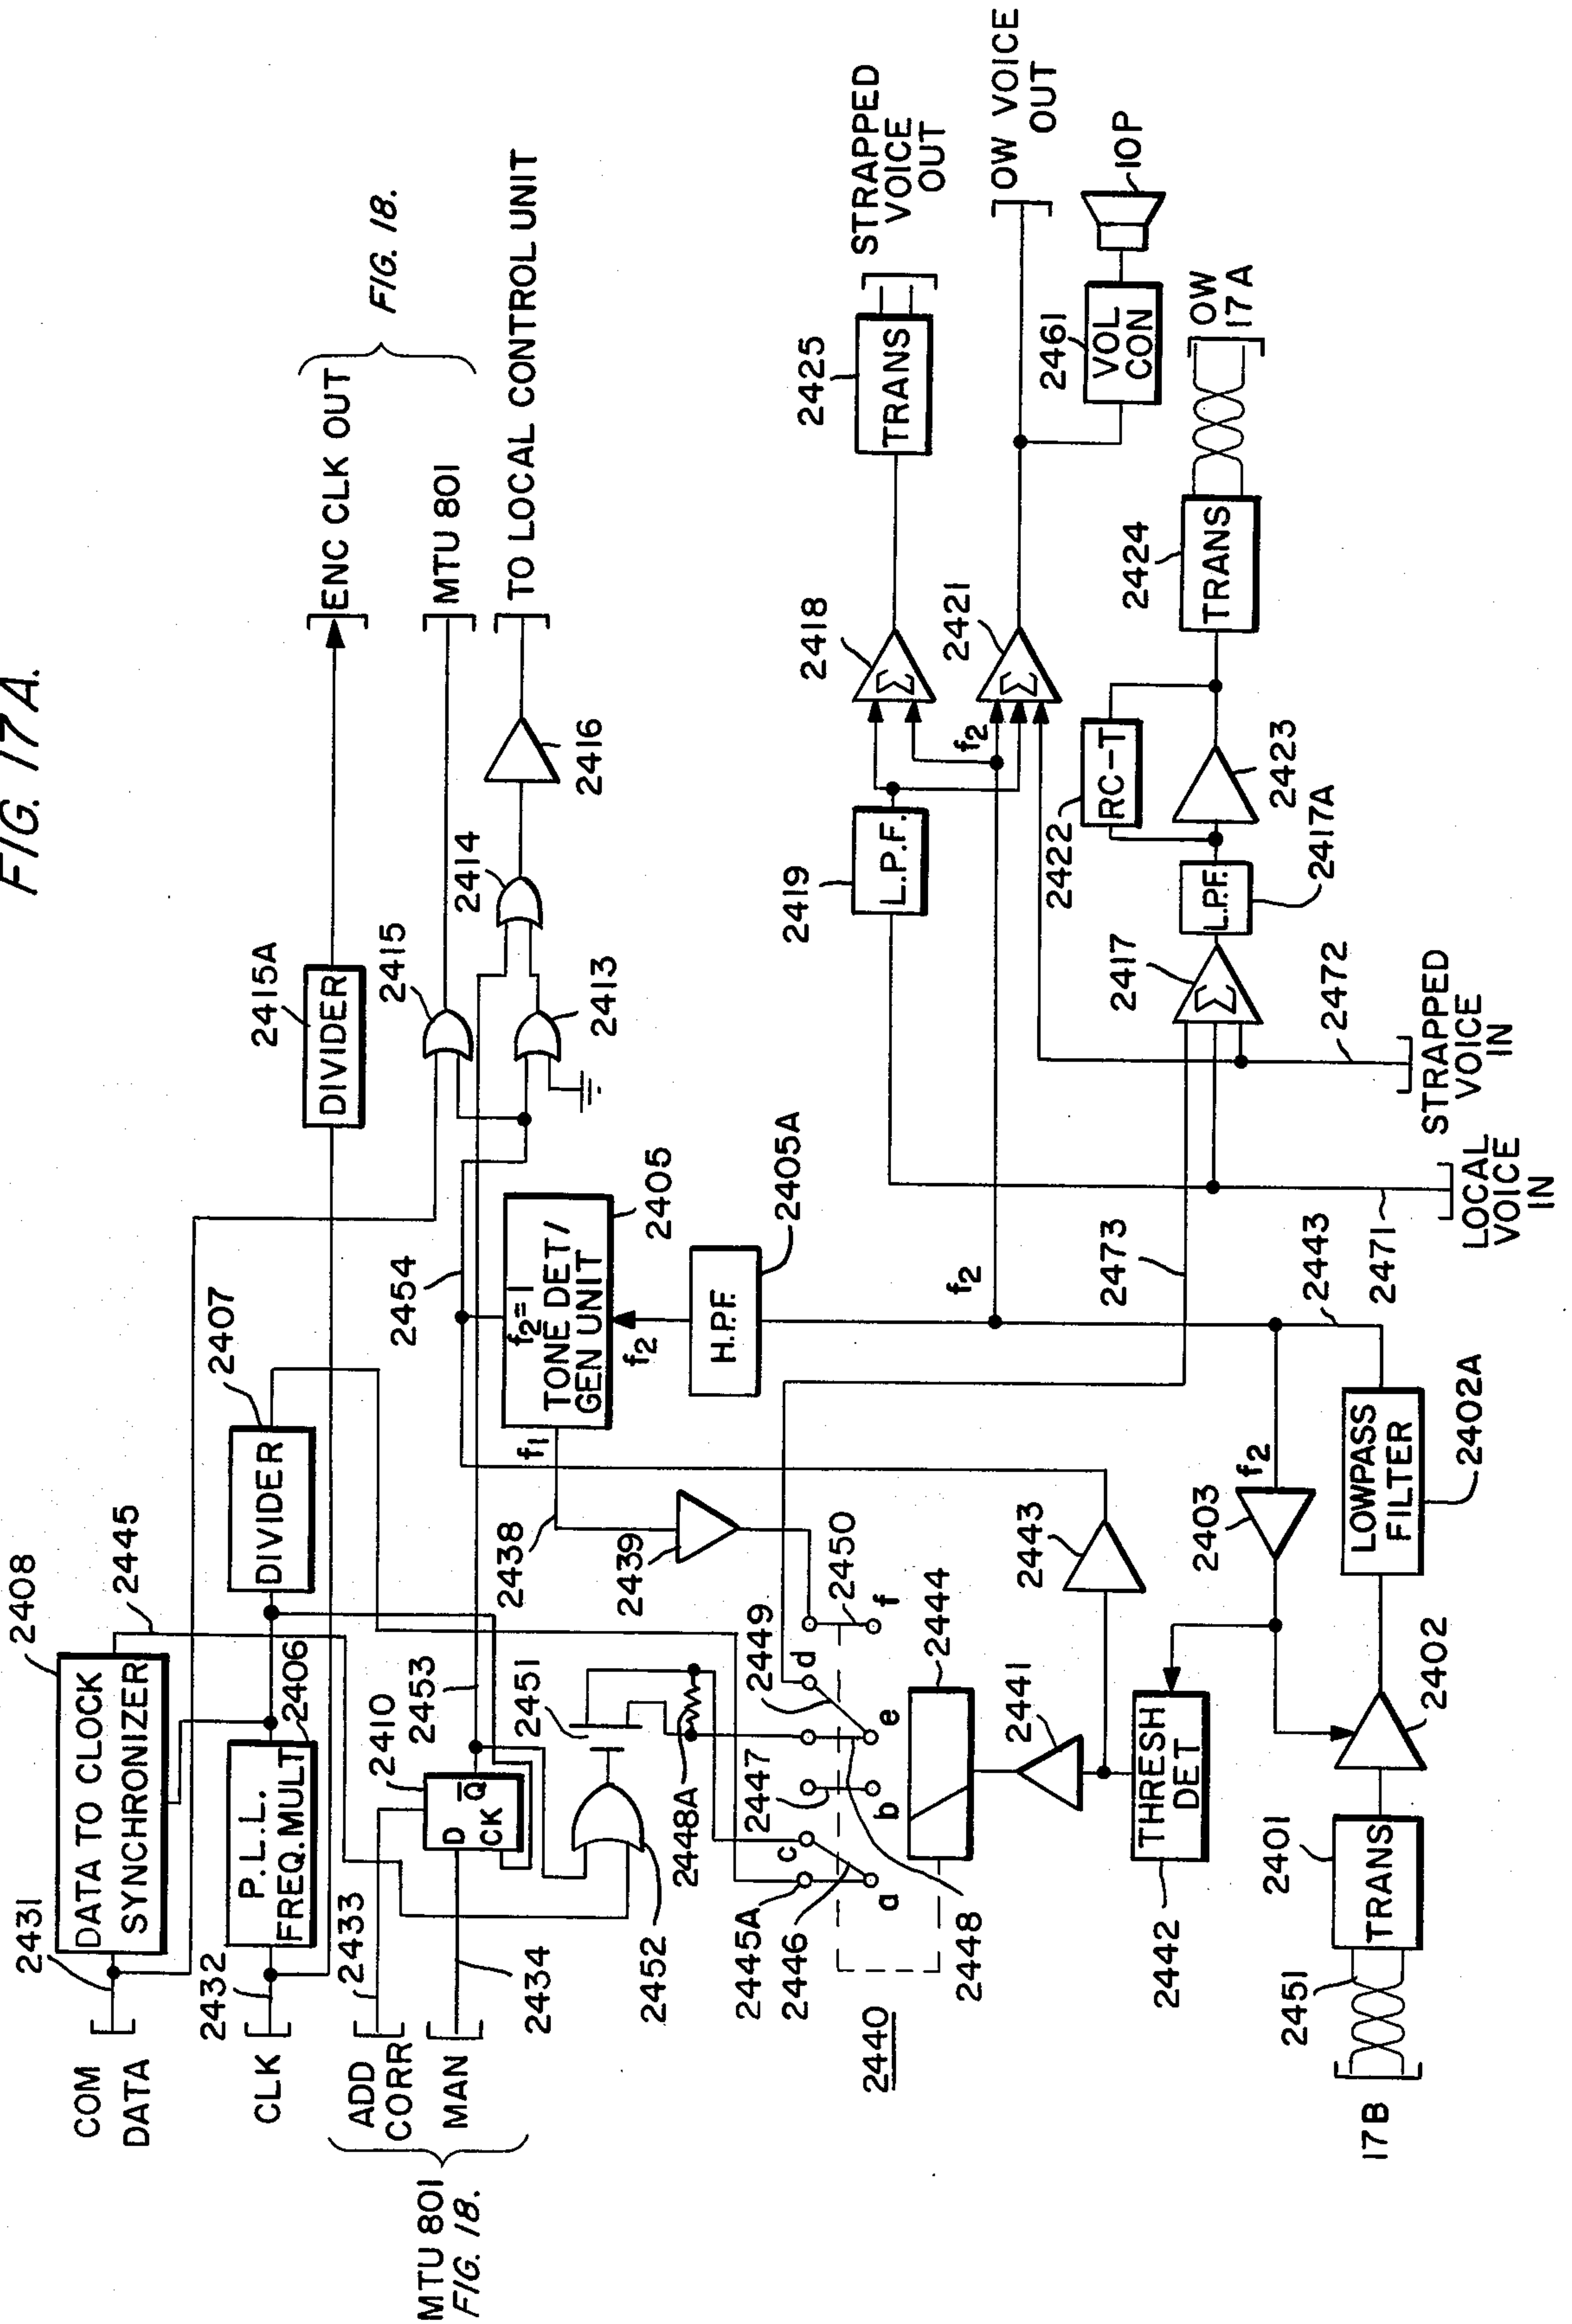 FIG. 17A.
COM
DATA
2431
2408
DATA TO CLOCK
SYNCHRONIZER
2445
CLK
2432
P.L.L.
FREQ.MULT
2406
2407
DIVIDER
2415A
DIVIDER
ENC CLK OUT
FIG. 18.
MTU 801
TO LOCAL CONTROL UNIT
ADD
CORR
MAN
MTU 801
FIG. 18.
2433
2434
2410
D
Q
CK
2453
2451
2452
2448A
2454
2415
2414
2413
2416
f2=1
TONE DET/
GEN UNIT
2405
f1
f2
2438
2439
H.P.F.
2405A
2440
2445A
2446
2447
2448
2449
2450
a
c
b
e
d
f
2444
2441
2443
THRESH
DET
2442
2403
f2
f2
2473
17B
2451
2401
TRANS
2402
LOWPASS
FILTER
2402A
2443
2471
LOCAL
VOICE
IN
STRAPPED
VOICE
IN
2472
2419
L.P.F.
2418
Σ
2425
TRANS
STRAPPED
VOICE
OUT
f2
2421
Σ
OW VOICE
OUT
2461
VOL
CON
10P
2417
Σ
L.P.F.
2417A
2422
RC-T
2423
2424
TRANS
OW
17A